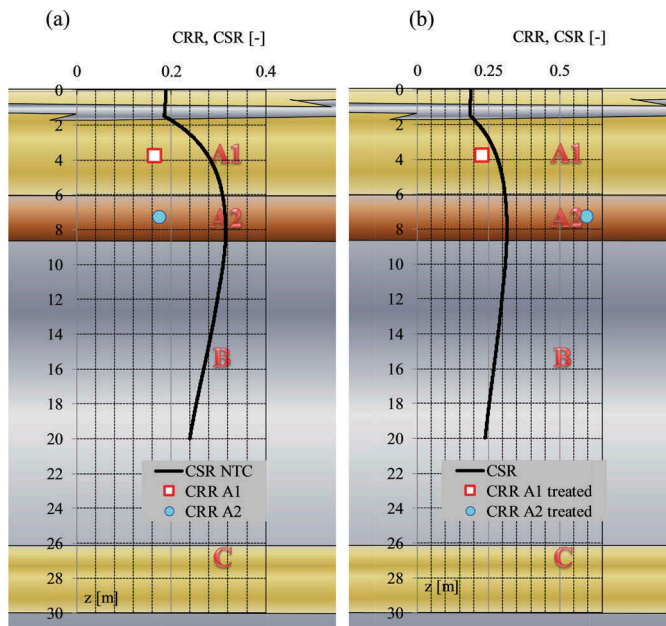 (a)
CRR, CSR [-]
0 0.2 0.4
0
2
4
6
8
10
12
14
16
18
20
22
24
26
28
30
A1
A2
B
CSR NTC
CRR A1
CRR A2
C
z [m]
(b)
CRR, CSR [-]
0 0.25 0.5
0
2
4
6
8
10
12
14
16
18
20
22
24
26
28
30
A1
A2
B
CSR
CRR A1 treated
CRR A2 treated
C
z [m]